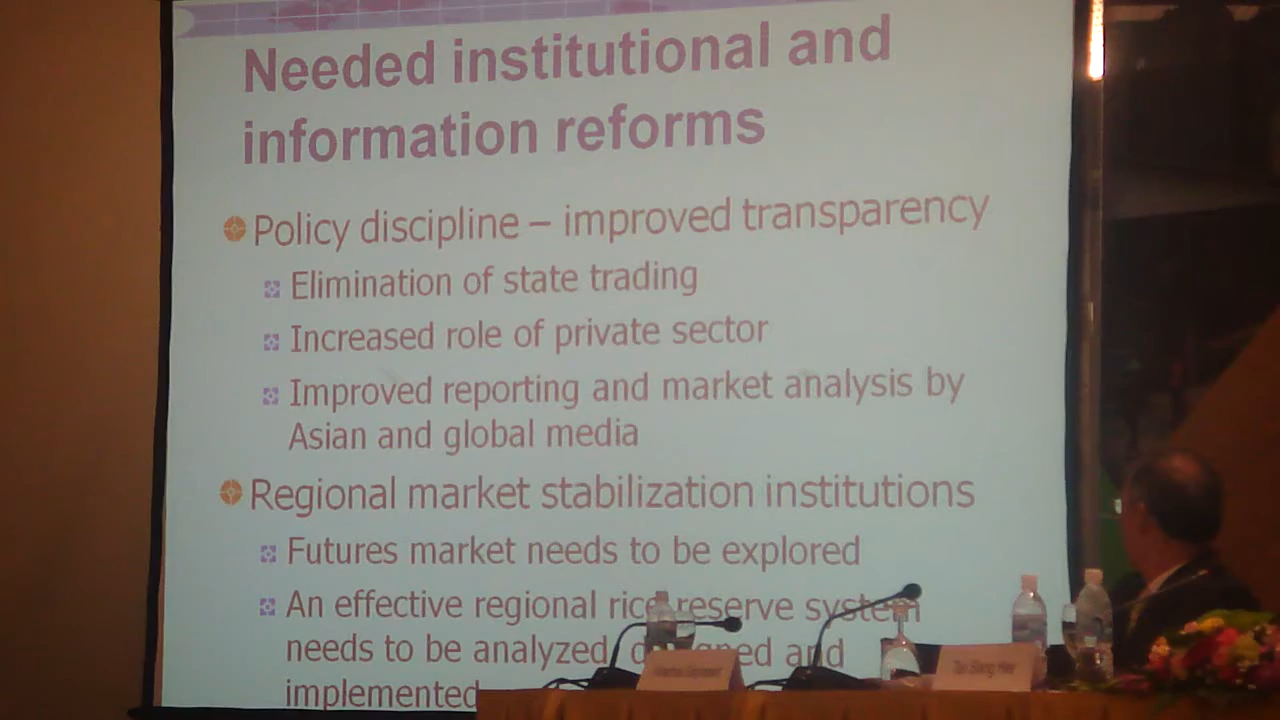 Needed institutional and
information reforms
Policy discipline – improved transparency
Elimination of state trading
Increased role of private sector
Improved reporting and market analysis by
Asian and global media
Regional market stabilization institutions
Futures market needs to be explored
An effective regional rice reserve system
needs to be analyzed and
implemented